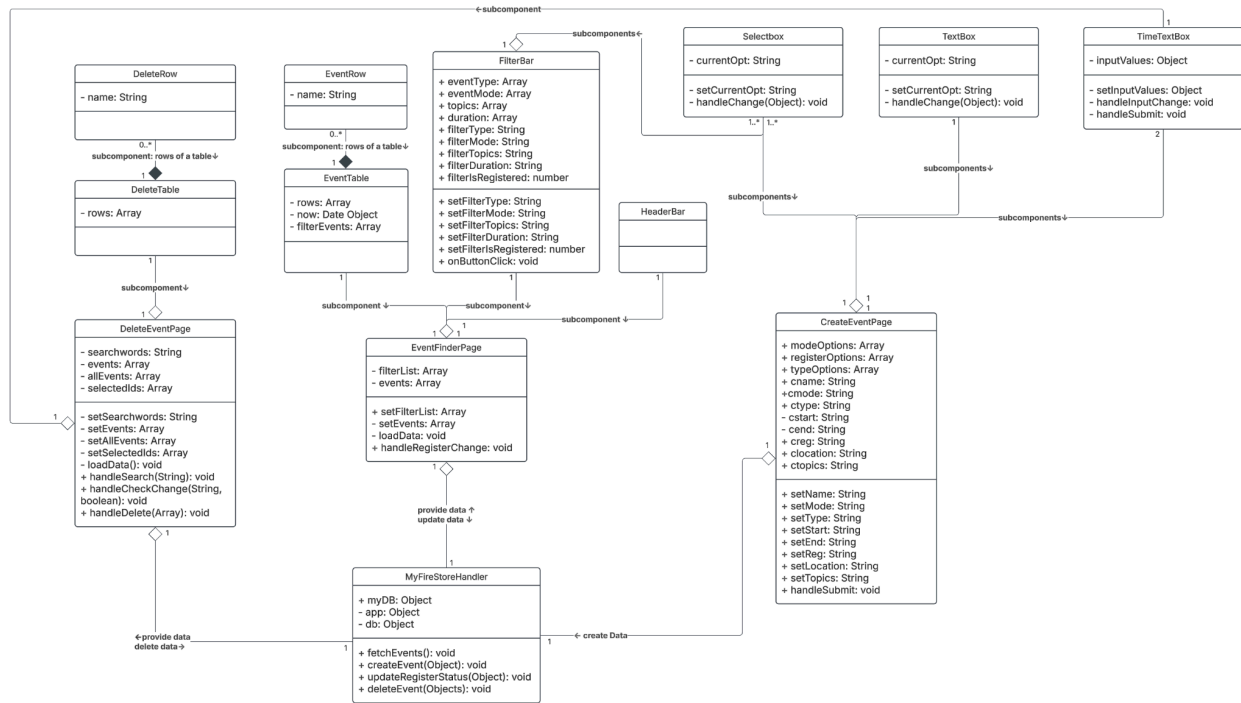 ←subcomponent
DeleteRow
- name: String
0..*
subcomponent: rows of a table↓
1
DeleteTable
- rows: Array
1
subcompoment↓
1
DeleteEventPage
- searchwords: String
- events: Array
- allEvents: Array
- selectedIds: Array
- setSearchwords: String
- setEvents: Array
- setAllEvents: Array
- setSelectedIds: Array
- loadData(): void
+ handleSearch(String): void
+ handleCheckChange(String,
boolean): void
+ handleDelete(Array): void
1
1
←provide data
delete data→
EventRow
- name: String
0..*
subcomponent: rows of a table↓
1
EventTable
- rows: Array
- now: Date Object
- filterEvents: Array
1
subcomponent ↓
1
FilterBar
+ eventType: Array
+ eventMode: Array
+ topics: Array
+ duration: Array
+ filterType: String
+ filterMode: String
+ filterTopics: String
+ filterDuration: String
+ filterIsRegistered: number
+ setFilterType: String
+ setFilterMode: String
+ setFilterTopics: String
+ setFilterDuration: String
+ setFilterIsRegistered: number
+ onButtonClick: void
1
subcomponent↓
HeaderBar
1
subcomponent ↓
1
1
1
EventFinderPage
- filterList: Array
- events: Array
+ setFilterList: Array
- setEvents: Array
- loadData: void
+ handleRegisterChange: void
1
provide data ↑
update data ↓
1
MyFireStoreHandler
+ myDB: Object
- app: Object
- db: Object
+ fetchEvents(): void
+ createEvent(Object): void
+ updateRegisterStatus(Object): void
+ deleteEvent(Objects): void
1
1
← create Data
subcomponents←
Selectbox
- currentOpt: String
- setCurrentOpt: String
- handleChange(Object): void
1..*
1..*
TextBox
- currentOpt: String
- setCurrentOpt: String
- handleChange(Object): void
1
1
TimeTextBox
- inputValues: Object
- setInputValues: Object
- handleInputChange: void
- handleSubmit: void
2
subcomponents↓
subcomponents↓
subcomponents↓
1
1
1
CreateEventPage
+ modeOptions: Array
+ registerOptions: Array
+ typeOptions: Array
+ cname: String
+cmode: String
+ ctype: String
- cstart: String
- cend: String
+ creg: String
+ clocation: String
+ ctopics: String
+ setName: String
+ setMode: String
+ setType: String
+ setStart: String
+ setEnd: String
+ setReg: String
+ setLocation: String
+ setTopics: String
+ handleSubmit: void
1